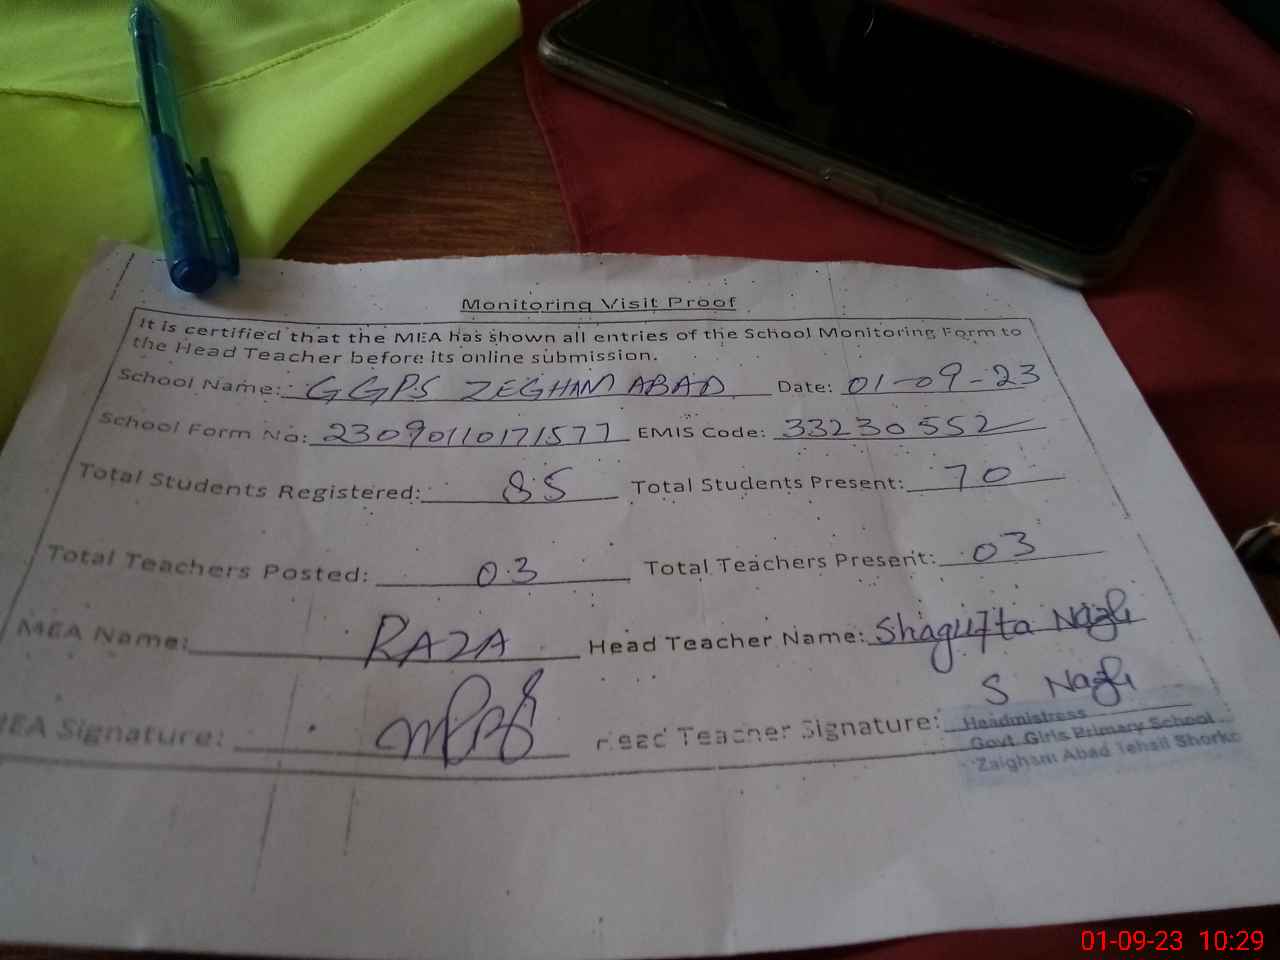 Monitoring Visit Proof
It is certified that the MEA has shown all entries of the School Monitoring Form to
the Head Teacher before its online submission.
School Name: GGPS ZEGHAM ABAD Date: 01-09-23
School Form No: 23090110171577 EMIS Code: 33230552
Total Students Registered: 85 Total Students Present: 70
Total Teachers Posted: 03 Total Teachers Present: 03
MEA Name: RAZA Head Teacher Name: Shagufta Nazli
S Nazli
MEA Signature: Head Teacher Signature:
Headmistress
Govt. Girls Primary School
Zaigham Abad Tehsil Shorko
01-09-23 10:29